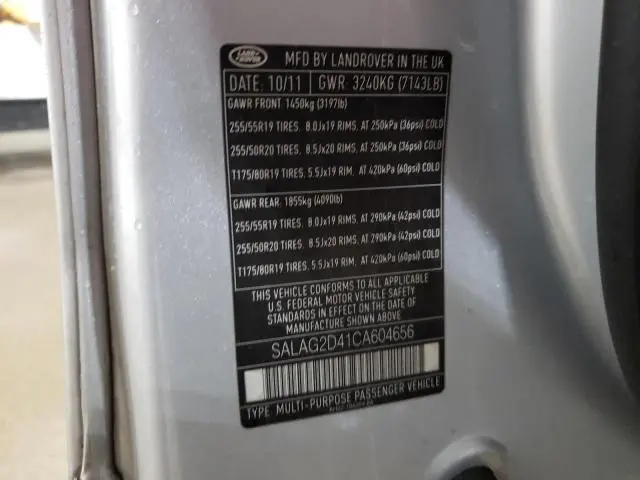 LAND ROVER
MFD BY LANDROVER IN THE UK
DATE: 10/11 GWR: 3240KG (7143LB)
GAWR FRONT 1450kg (3197lb)
255/55R19 TIRES. 8.0Jx19 RIMS, AT 250kPa (36psi) COLD
255/50R20 TIRES. 8.5Jx20 RIMS, AT 250kPa (36psi) COLD
T175/80R19 TIRES. 5.5Jx19 RIM, AT 420kPa (60psi) COLD
GAWR REAR: 1855kg (4090lb)
255/55R19 TIRES. 8.0Jx19 RIMS, AT 290kPa (42psi) COLD
255/50R20 TIRES. 8.5Jx20 RIMS, AT 290kPa (42psi) COLD
T175/80R19 TIRES. 5.5Jx19 RIM, AT 420kPa (60psi) COLD
THIS VEHICLE CONFORMS TO ALL APPLICABLE
U.S. FEDERAL MOTOR VEHICLE SAFETY
STANDARDS IN EFFECT ON THE DATE OF
MANUFACTURE SHOWN ABOVE
SALAG2D41CA604656
TYPE: MULTI-PURPOSE PASSENGER VEHICLE